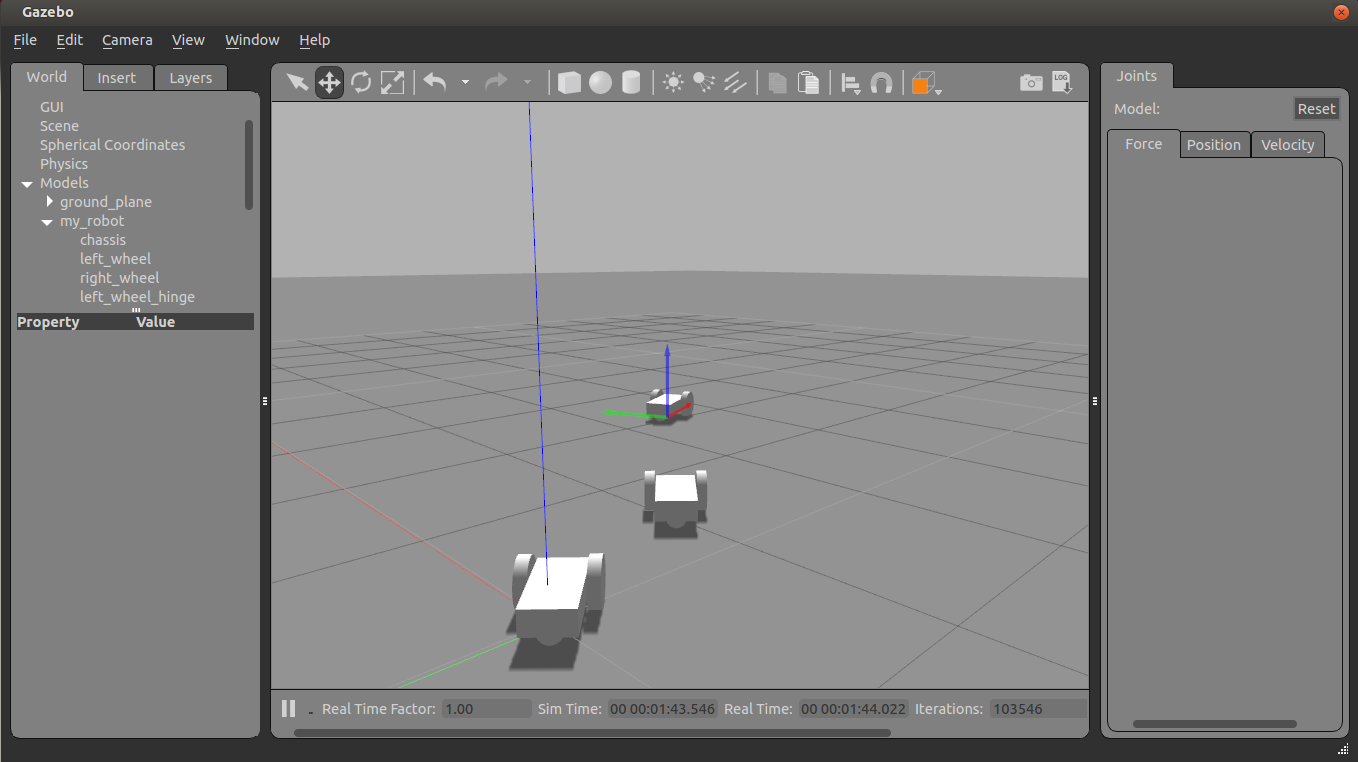 Gazebo
File Edit Camera View Window Help
World Insert Layers
GUI
Scene
Spherical Coordinates
Physics
Models
ground_plane
my_robot
chassis
left_wheel
right_wheel
left_wheel_hinge
Property Value
LOG
Joints
Model: Reset
Force Position Velocity
Real Time Factor: 1.00 Sim Time: 00 00:01:43.546 Real Time: 00 00:01:44.022 Iterations: 103546